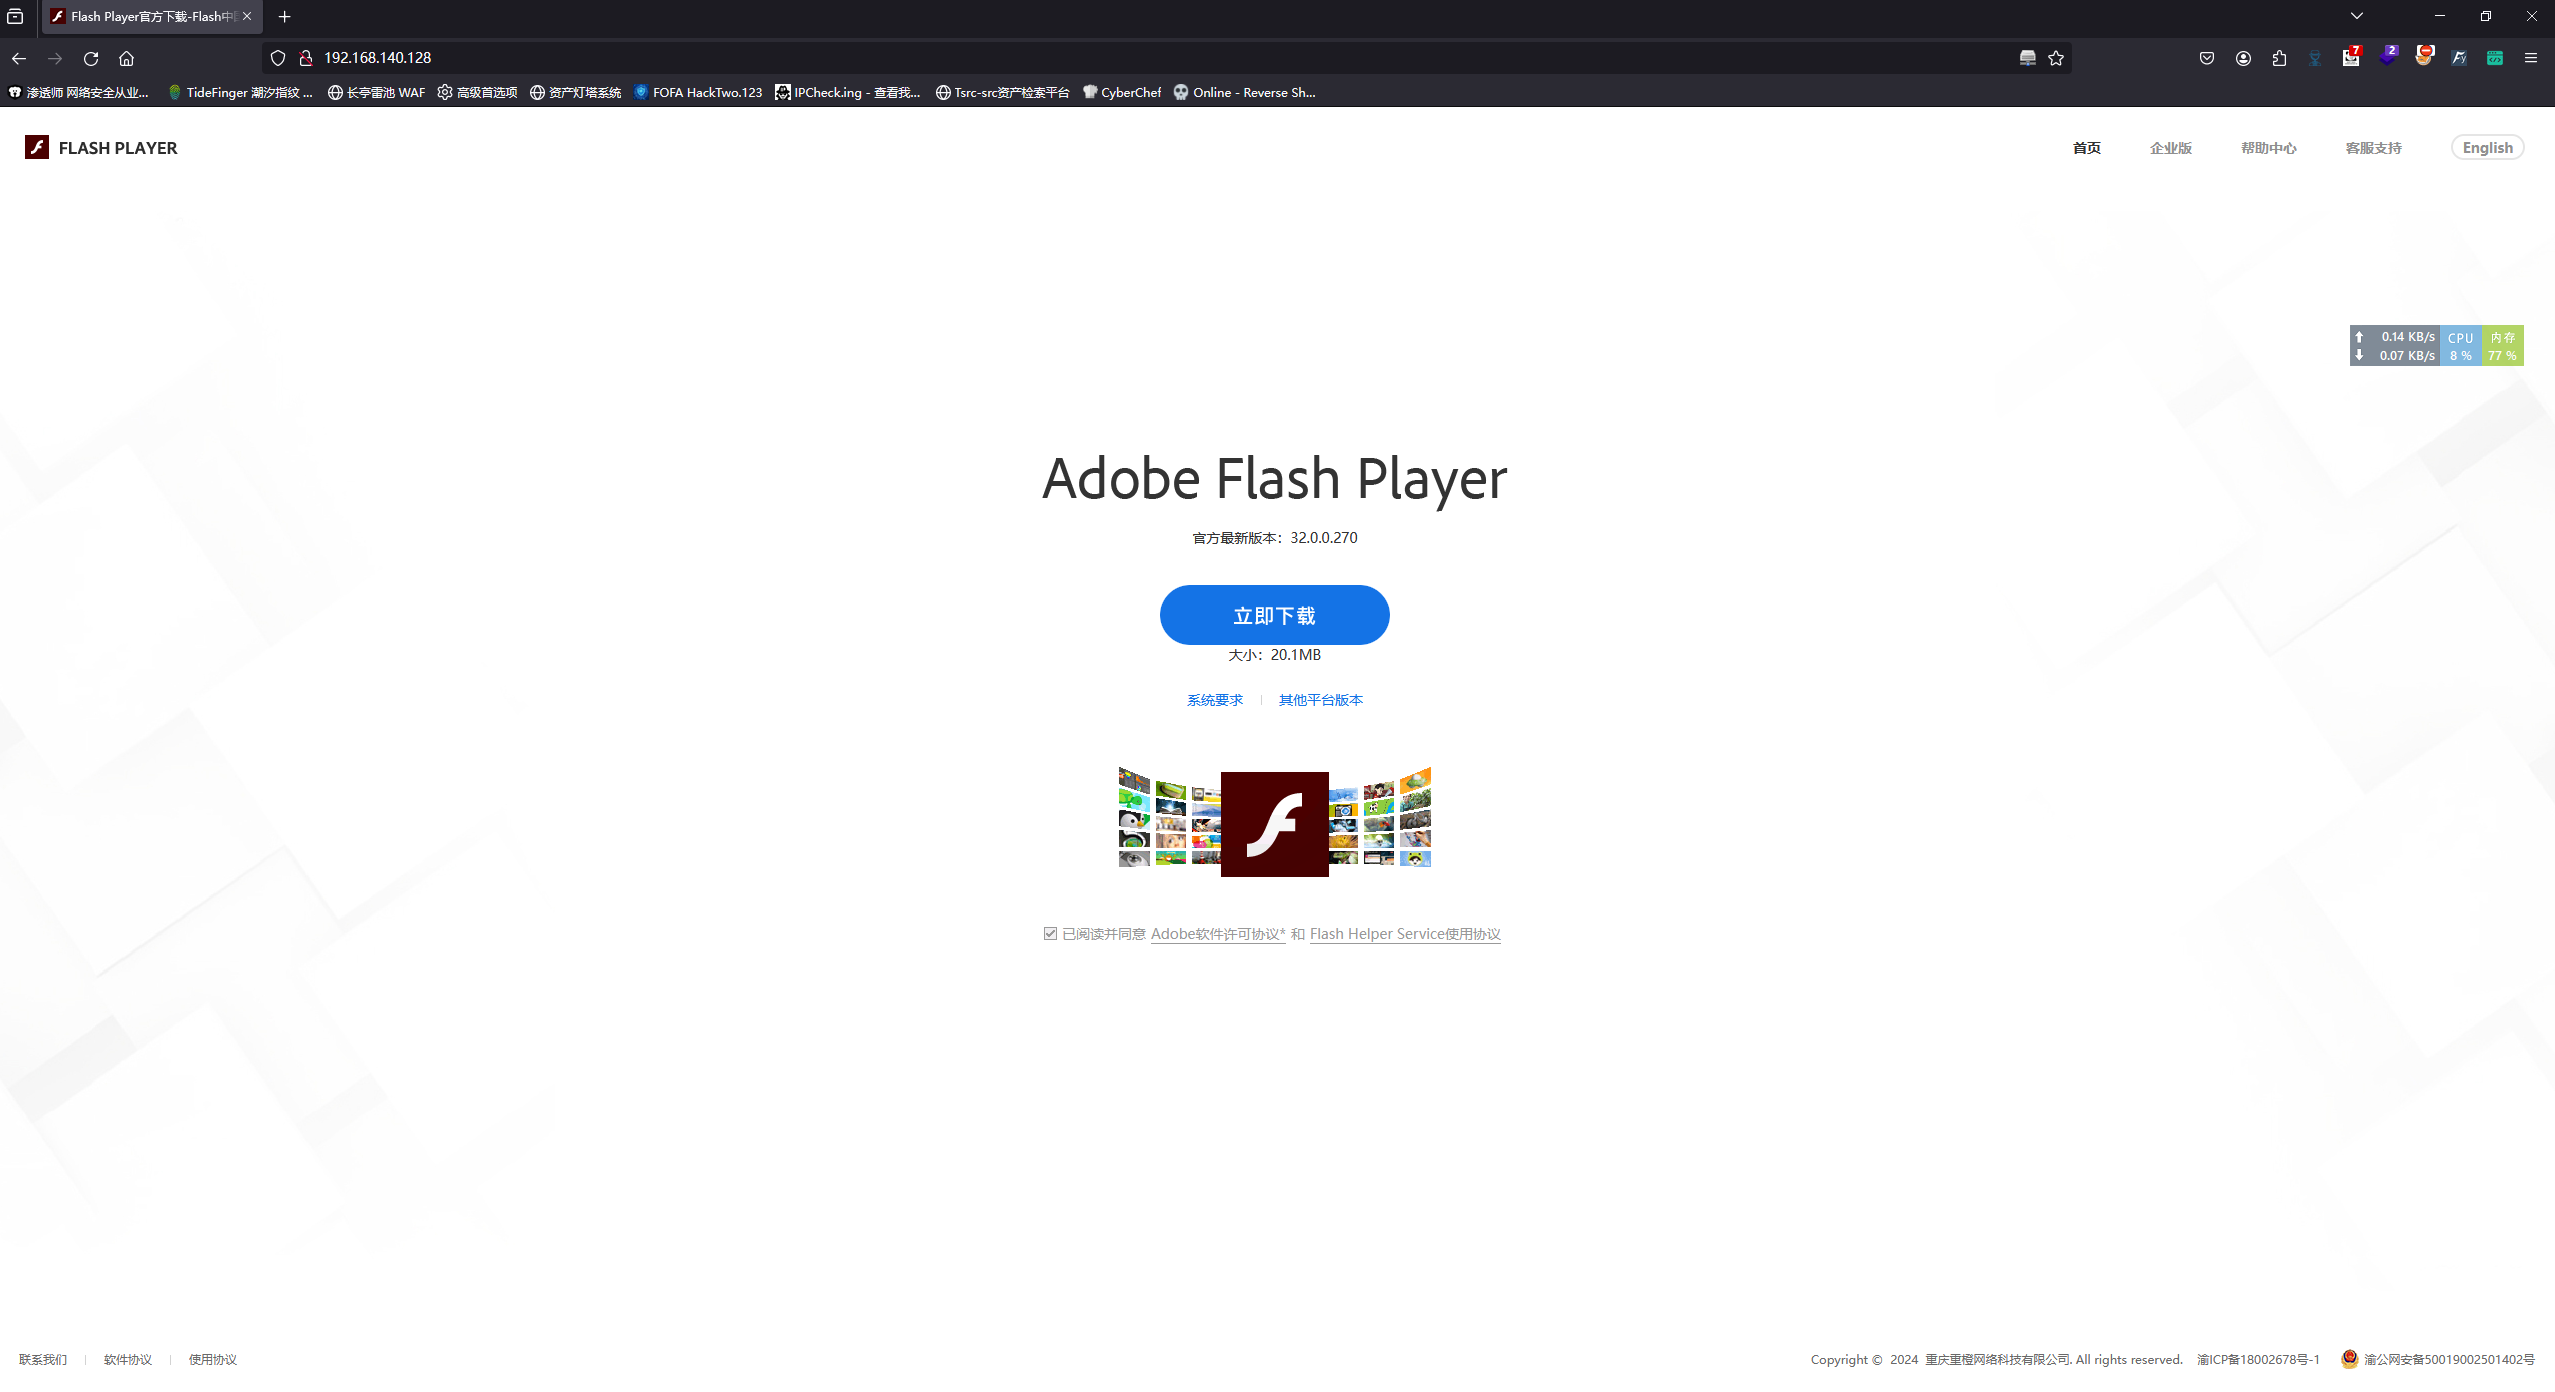 Flash Player官方下载-Flash中
192.168.140.128
7
2
渗透师 网络安全从业...
TideFinger 潮汐指纹 ...
长亭雷池 WAF
高级首选项
资产灯塔系统
FOFA HackTwo.123
IPCheck.ing - 查看我...
Tsrc-src资产检索平台
CyberChef
Online - Reverse Sh...
FLASH PLAYER
首页
企业版
帮助中心
客服支持
English
0.14 KB/s CPU 内存
0.07 KB/s 8 % 77 %
Adobe Flash Player
官方最新版本：32.0.0.270
立即下载
大小：20.1MB
系统要求 | 其他平台版本
已阅读并同意 Adobe软件许可协议* 和 Flash Helper Service使用协议
联系我们 | 软件协议 | 使用协议
Copyright © 2024 重庆重橙网络科技有限公司. All rights reserved. 渝ICP备18002678号-1 渝公网安备50019002501402号